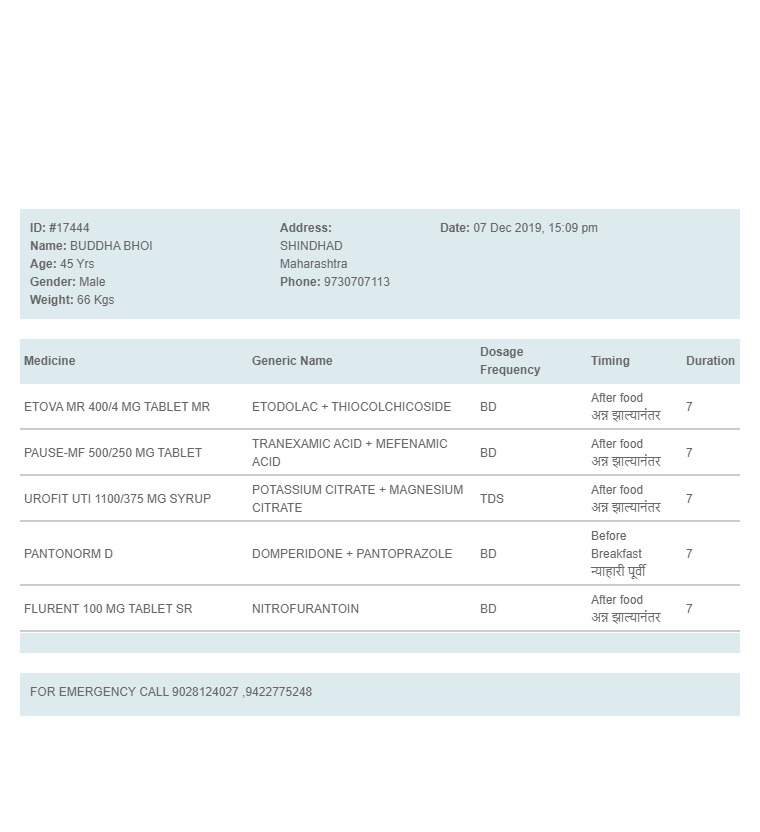 ID: #17444 Address: Date: 07 Dec 2019, 15:09 pm
Name: BUDDHA BHOI SHINDHAD
Age: 45 Yrs Maharashtra
Gender: Male Phone: 9730707113
Weight: 66 Kgs
Medicine Generic Name Dosage Frequency Timing Duration
ETOVA MR 400/4 MG TABLET MR ETODOLAC + THIOCOLCHICOSIDE BD After food 7
अन्न झाल्यानंतर
PAUSE-MF 500/250 MG TABLET TRANEXAMIC ACID + MEFENAMIC ACID BD After food 7
अन्न झाल्यानंतर
UROFIT UTI 1100/375 MG SYRUP POTASSIUM CITRATE + MAGNESIUM CITRATE TDS After food 7
अन्न झाल्यानंतर
PANTONORM D DOMPERIDONE + PANTOPRAZOLE BD Before Breakfast 7
न्याहारी पूर्वी
FLURENT 100 MG TABLET SR NITROFURANTOIN BD After food 7
अन्न झाल्यानंतर
FOR EMERGENCY CALL 9028124027 ,9422775248